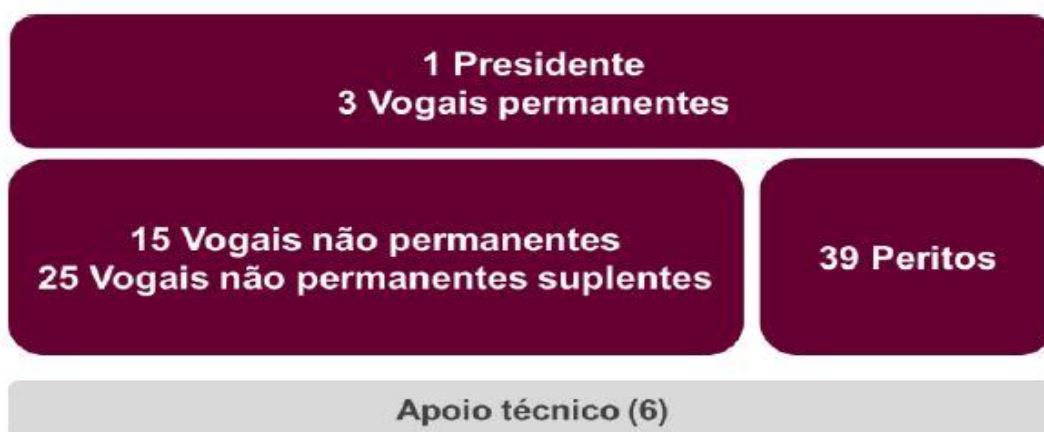 1 Presidente
3 Vogais permanentes
15 Vogais não permanentes
25 Vogais não permanentes suplentes
39 Peritos
Apoio técnico (6)